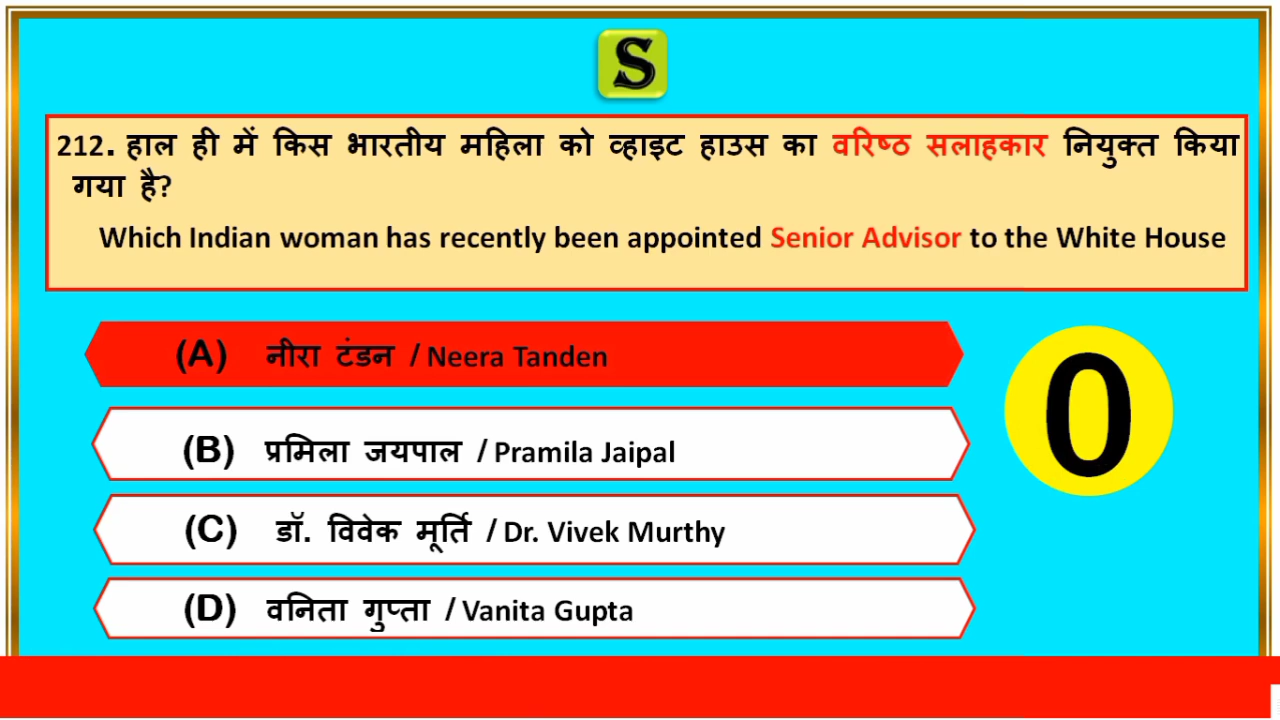 S
212. हाल ही में किस भारतीय महिला को व्हाइट हाउस का वरिष्ठ सलाहकार नियुक्त किया
गया है?
Which Indian woman has recently been appointed Senior Advisor to the White House
(A) नीरा टंडन / Neera Tanden
0
(B) प्रमिला जयपाल / Pramila Jaipal
(C) डॉ. विवेक मूर्ति / Dr. Vivek Murthy
(D) वनिता गुप्ता / Vanita Gupta